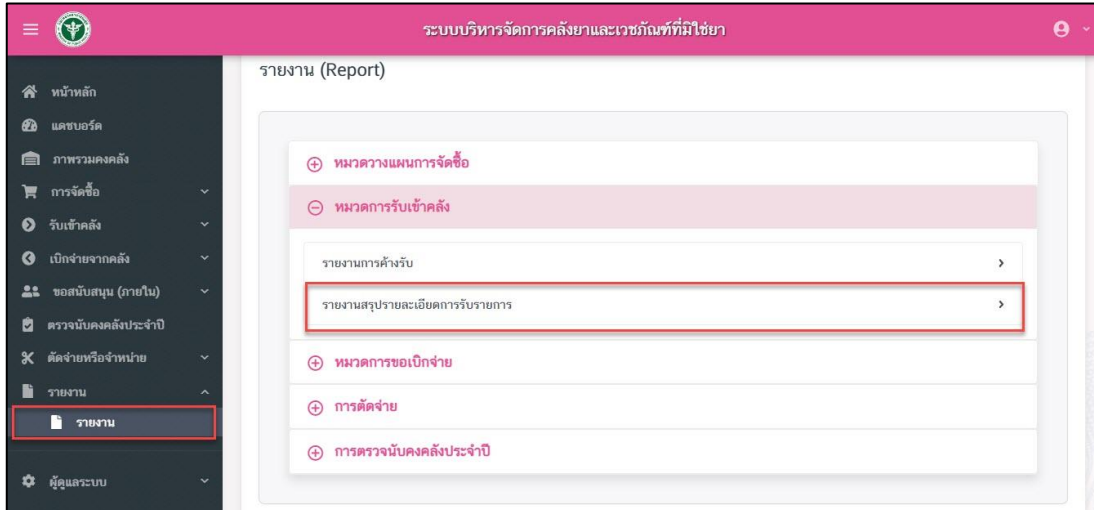 ระบบบริหารจัดการคลังยาและเวชภัณฑ์ที่มิใช่ยา
หน้าหลัก
แดชบอร์ด
ภาพรวมคงคลัง
การจัดซื้อ
รับเข้าคลัง
เบิกจ่ายจากคลัง
ขอสนับสนุน (ภายใน)
ตรวจนับคงคลังประจำปี
ตัดจ่ายหรือจำหน่าย
รายงาน
รายงาน
ผู้ดูแลระบบ
รายงาน (Report)
หมวดวางแผนการจัดซื้อ
หมวดการรับเข้าคลัง
รายงานการค้างรับ
รายงานสรุปรายละเอียดการรับรายการ
หมวดการขอเบิกจ่าย
การตัดจ่าย
การตรวจนับคงคลังประจำปี